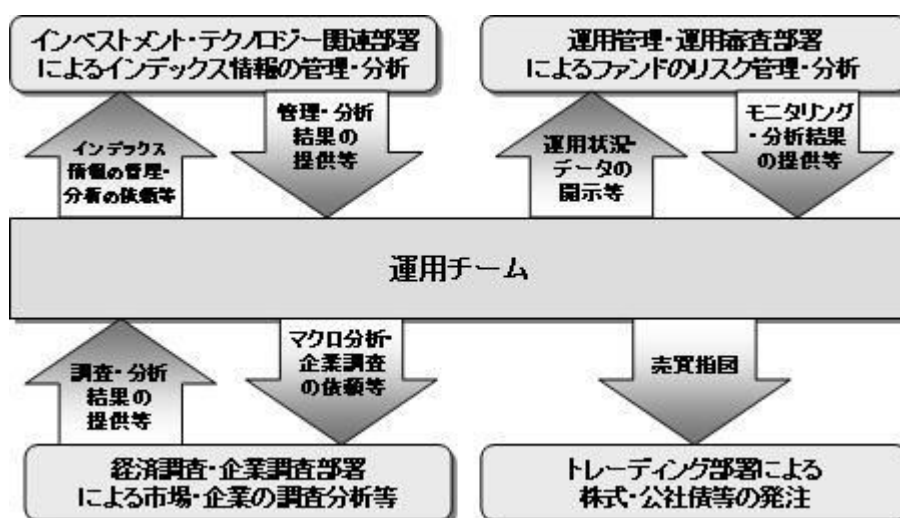 インベストメント・テクノロジー関連部署
によるインデックス情報の管理・分析
運用管理・運用審査部署
によるファンドのリスク管理・分析
インデックス
情報の管理・
分析の依頼等
管理・分析
結果の
提供等
運用状況・
データの
開示等
モニタリング
・分析結果
の提供等
運用チーム
調査・分析
結果の
提供等
マクロ分析・
企業調査
の依頼等
売買指図
経済調査・企業調査部署
による市場・企業の調査分析等
トレーディング部署による
株式・公社債等の発注